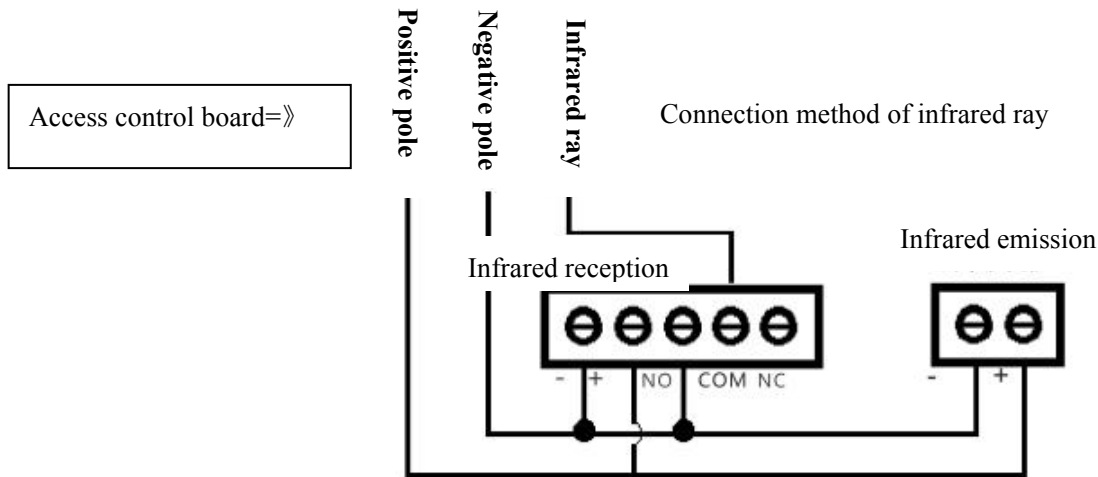 Positive pole
Negative pole
Infrared ray
Access control board=》
Connection method of infrared ray
Infrared emission
Infrared reception
- + NO COM NC
- +